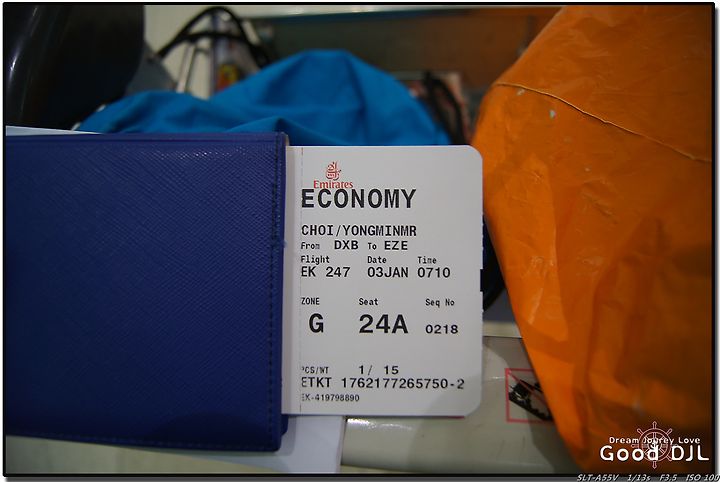 Emirates
ECONOMY
CHOI/YONGMINMR
From DXB To EZE
Flight Date Time
EK 247 03JAN 0710
ZONE Seat Seq No
G 24A 0218
PCS/WT 1/ 15
ETKT 1762177265750-2
EK-419798890
Dream Jourey Love
Good DJL
SLT-A55V 1/13s F3.5 ISO 100